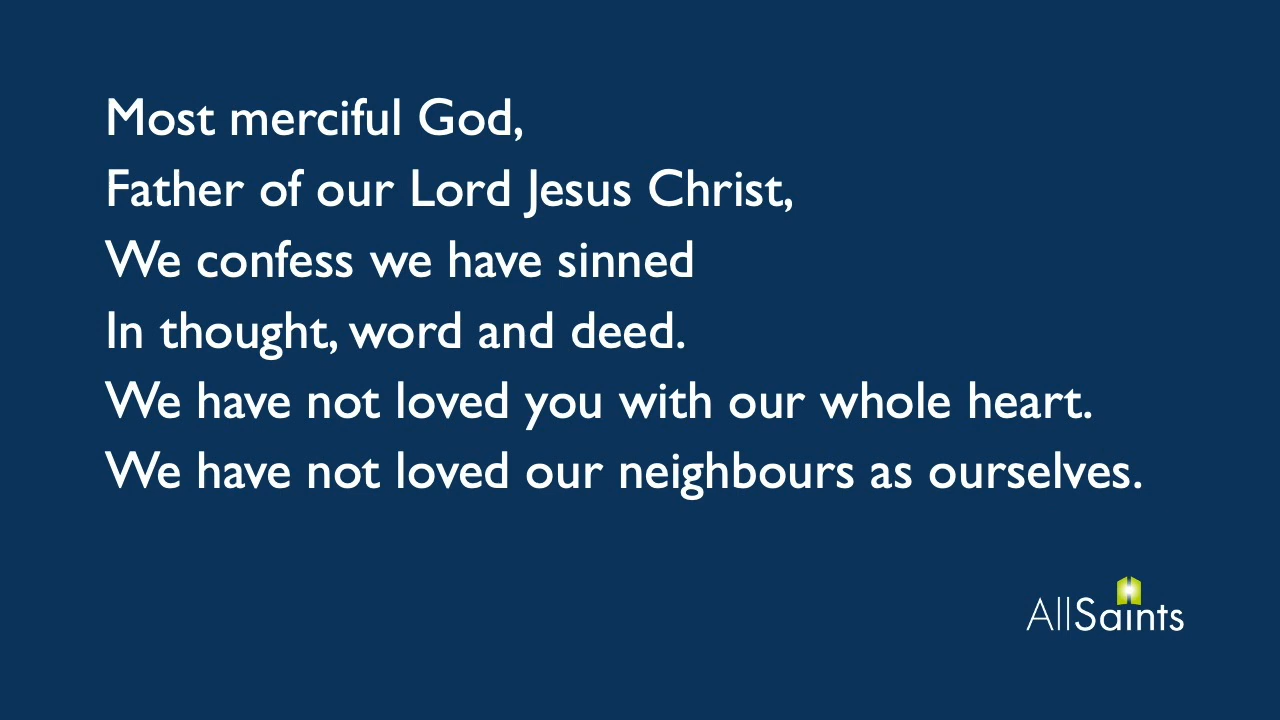 Most merciful God,
Father of our Lord Jesus Christ,
We confess we have sinned
In thought, word and deed.
We have not loved you with our whole heart.
We have not loved our neighbours as ourselves.
AllSaints